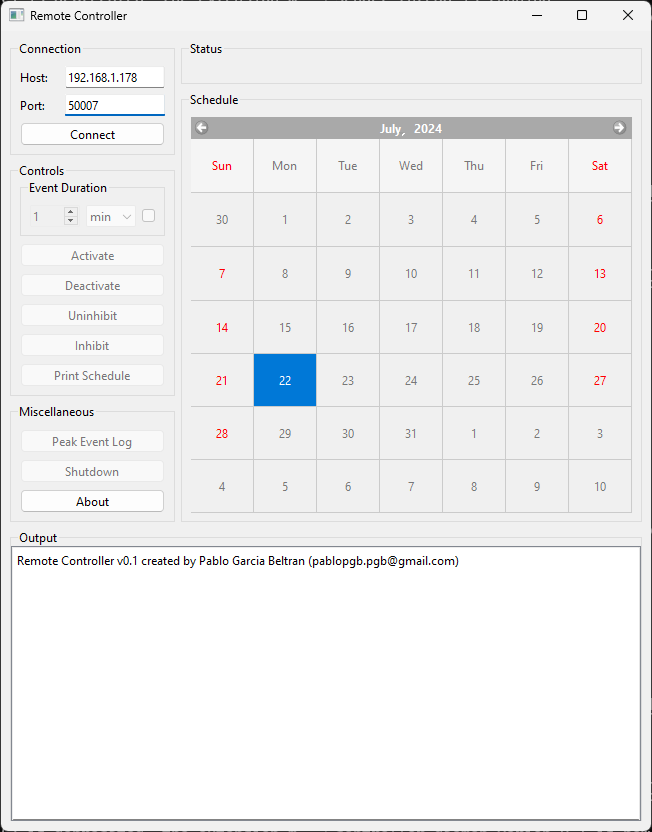 Remote Controller
Connection
Host: 192.168.1.178
Port: 50007
Connect
Controls
Event Duration
1 min
Activate
Deactivate
Uninhibit
Inhibit
Print Schedule
Miscellaneous
Peak Event Log
Shutdown
About
Status
Schedule
July, 2024
Sun Mon Tue Wed Thu Fri Sat
30 1 2 3 4 5 6
7 8 9 10 11 12 13
14 15 16 17 18 19 20
21 22 23 24 25 26 27
28 29 30 31 1 2 3
4 5 6 7 8 9 10
Output
Remote Controller v0.1 created by Pablo Garcia Beltran (pablopgb.pgb@gmail.com)